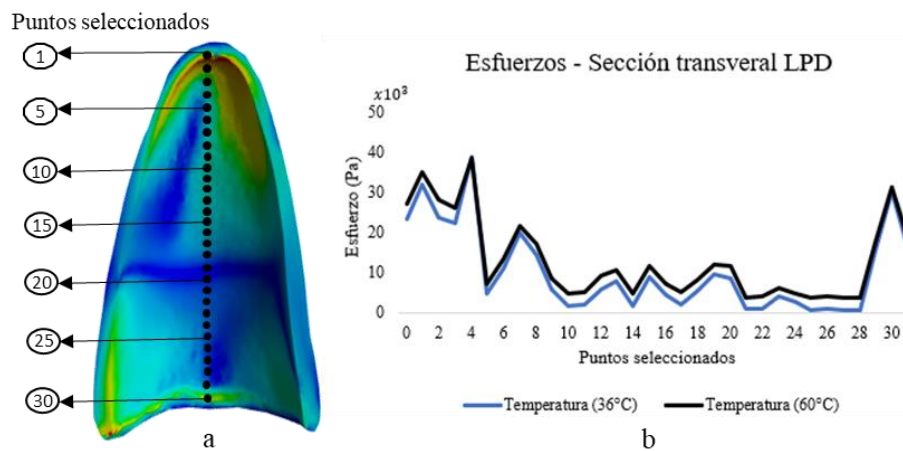 Puntos seleccionados
1
5
10
15
20
25
30
a
Esfuerzos - Sección transveral LPD
x10³
50
40
30
20
10
0
Esfuerzo (Pa)
0 2 4 6 8 10 12 14 16 18 20 22 24 26 28 30
Puntos seleccionados
Temperatura (36°C) Temperatura (60°C)
b